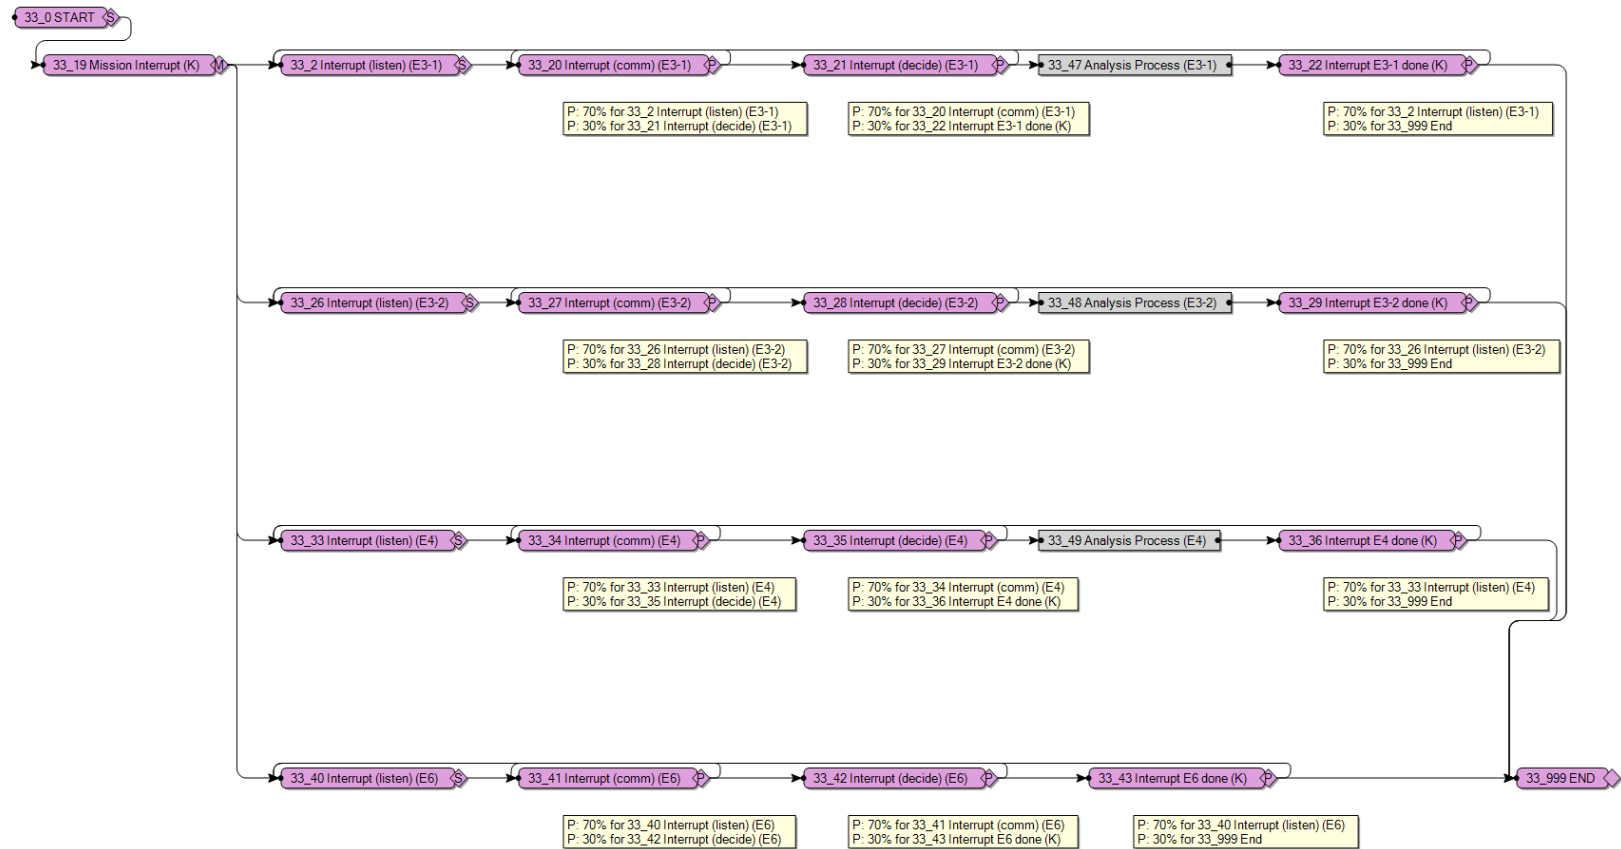 33_0 START S
33_19 Mission Interrupt (K) M
33_2 Interrupt (listen) (E3-1) S
33_20 Interrupt (comm) (E3-1) P
33_21 Interrupt (decide) (E3-1) P
33_47 Analysis Process (E3-1)
33_22 Interrupt E3-1 done (K) P
P: 70% for 33_2 Interrupt (listen) (E3-1)
P: 30% for 33_21 Interrupt (decide) (E3-1)
P: 70% for 33_20 Interrupt (comm) (E3-1)
P: 30% for 33_22 Interrupt E3-1 done (K)
P: 70% for 33_2 Interrupt (listen) (E3-1)
P: 30% for 33_999 End
33_26 Interrupt (listen) (E3-2) S
33_27 Interrupt (comm) (E3-2) P
33_28 Interrupt (decide) (E3-2) P
33_48 Analysis Process (E3-2)
33_29 Interrupt E3-2 done (K) P
P: 70% for 33_26 Interrupt (listen) (E3-2)
P: 30% for 33_28 Interrupt (decide) (E3-2)
P: 70% for 33_27 Interrupt (comm) (E3-2)
P: 30% for 33_29 Interrupt E3-2 done (K)
P: 70% for 33_26 Interrupt (listen) (E3-2)
P: 30% for 33_999 End
33_33 Interrupt (listen) (E4) S
33_34 Interrupt (comm) (E4) P
33_35 Interrupt (decide) (E4) P
33_49 Analysis Process (E4)
33_36 Interrupt E4 done (K) P
P: 70% for 33_33 Interrupt (listen) (E4)
P: 30% for 33_35 Interrupt (decide) (E4)
P: 70% for 33_34 Interrupt (comm) (E4)
P: 30% for 33_36 Interrupt E4 done (K)
P: 70% for 33_33 Interrupt (listen) (E4)
P: 30% for 33_999 End
33_40 Interrupt (listen) (E6) S
33_41 Interrupt (comm) (E6) P
33_42 Interrupt (decide) (E6) P
33_43 Interrupt E6 done (K) P
33_999 END
P: 70% for 33_40 Interrupt (listen) (E6)
P: 30% for 33_42 Interrupt (decide) (E6)
P: 70% for 33_41 Interrupt (comm) (E6)
P: 30% for 33_43 Interrupt E6 done (K)
P: 70% for 33_40 Interrupt (listen) (E6)
P: 30% for 33_999 End